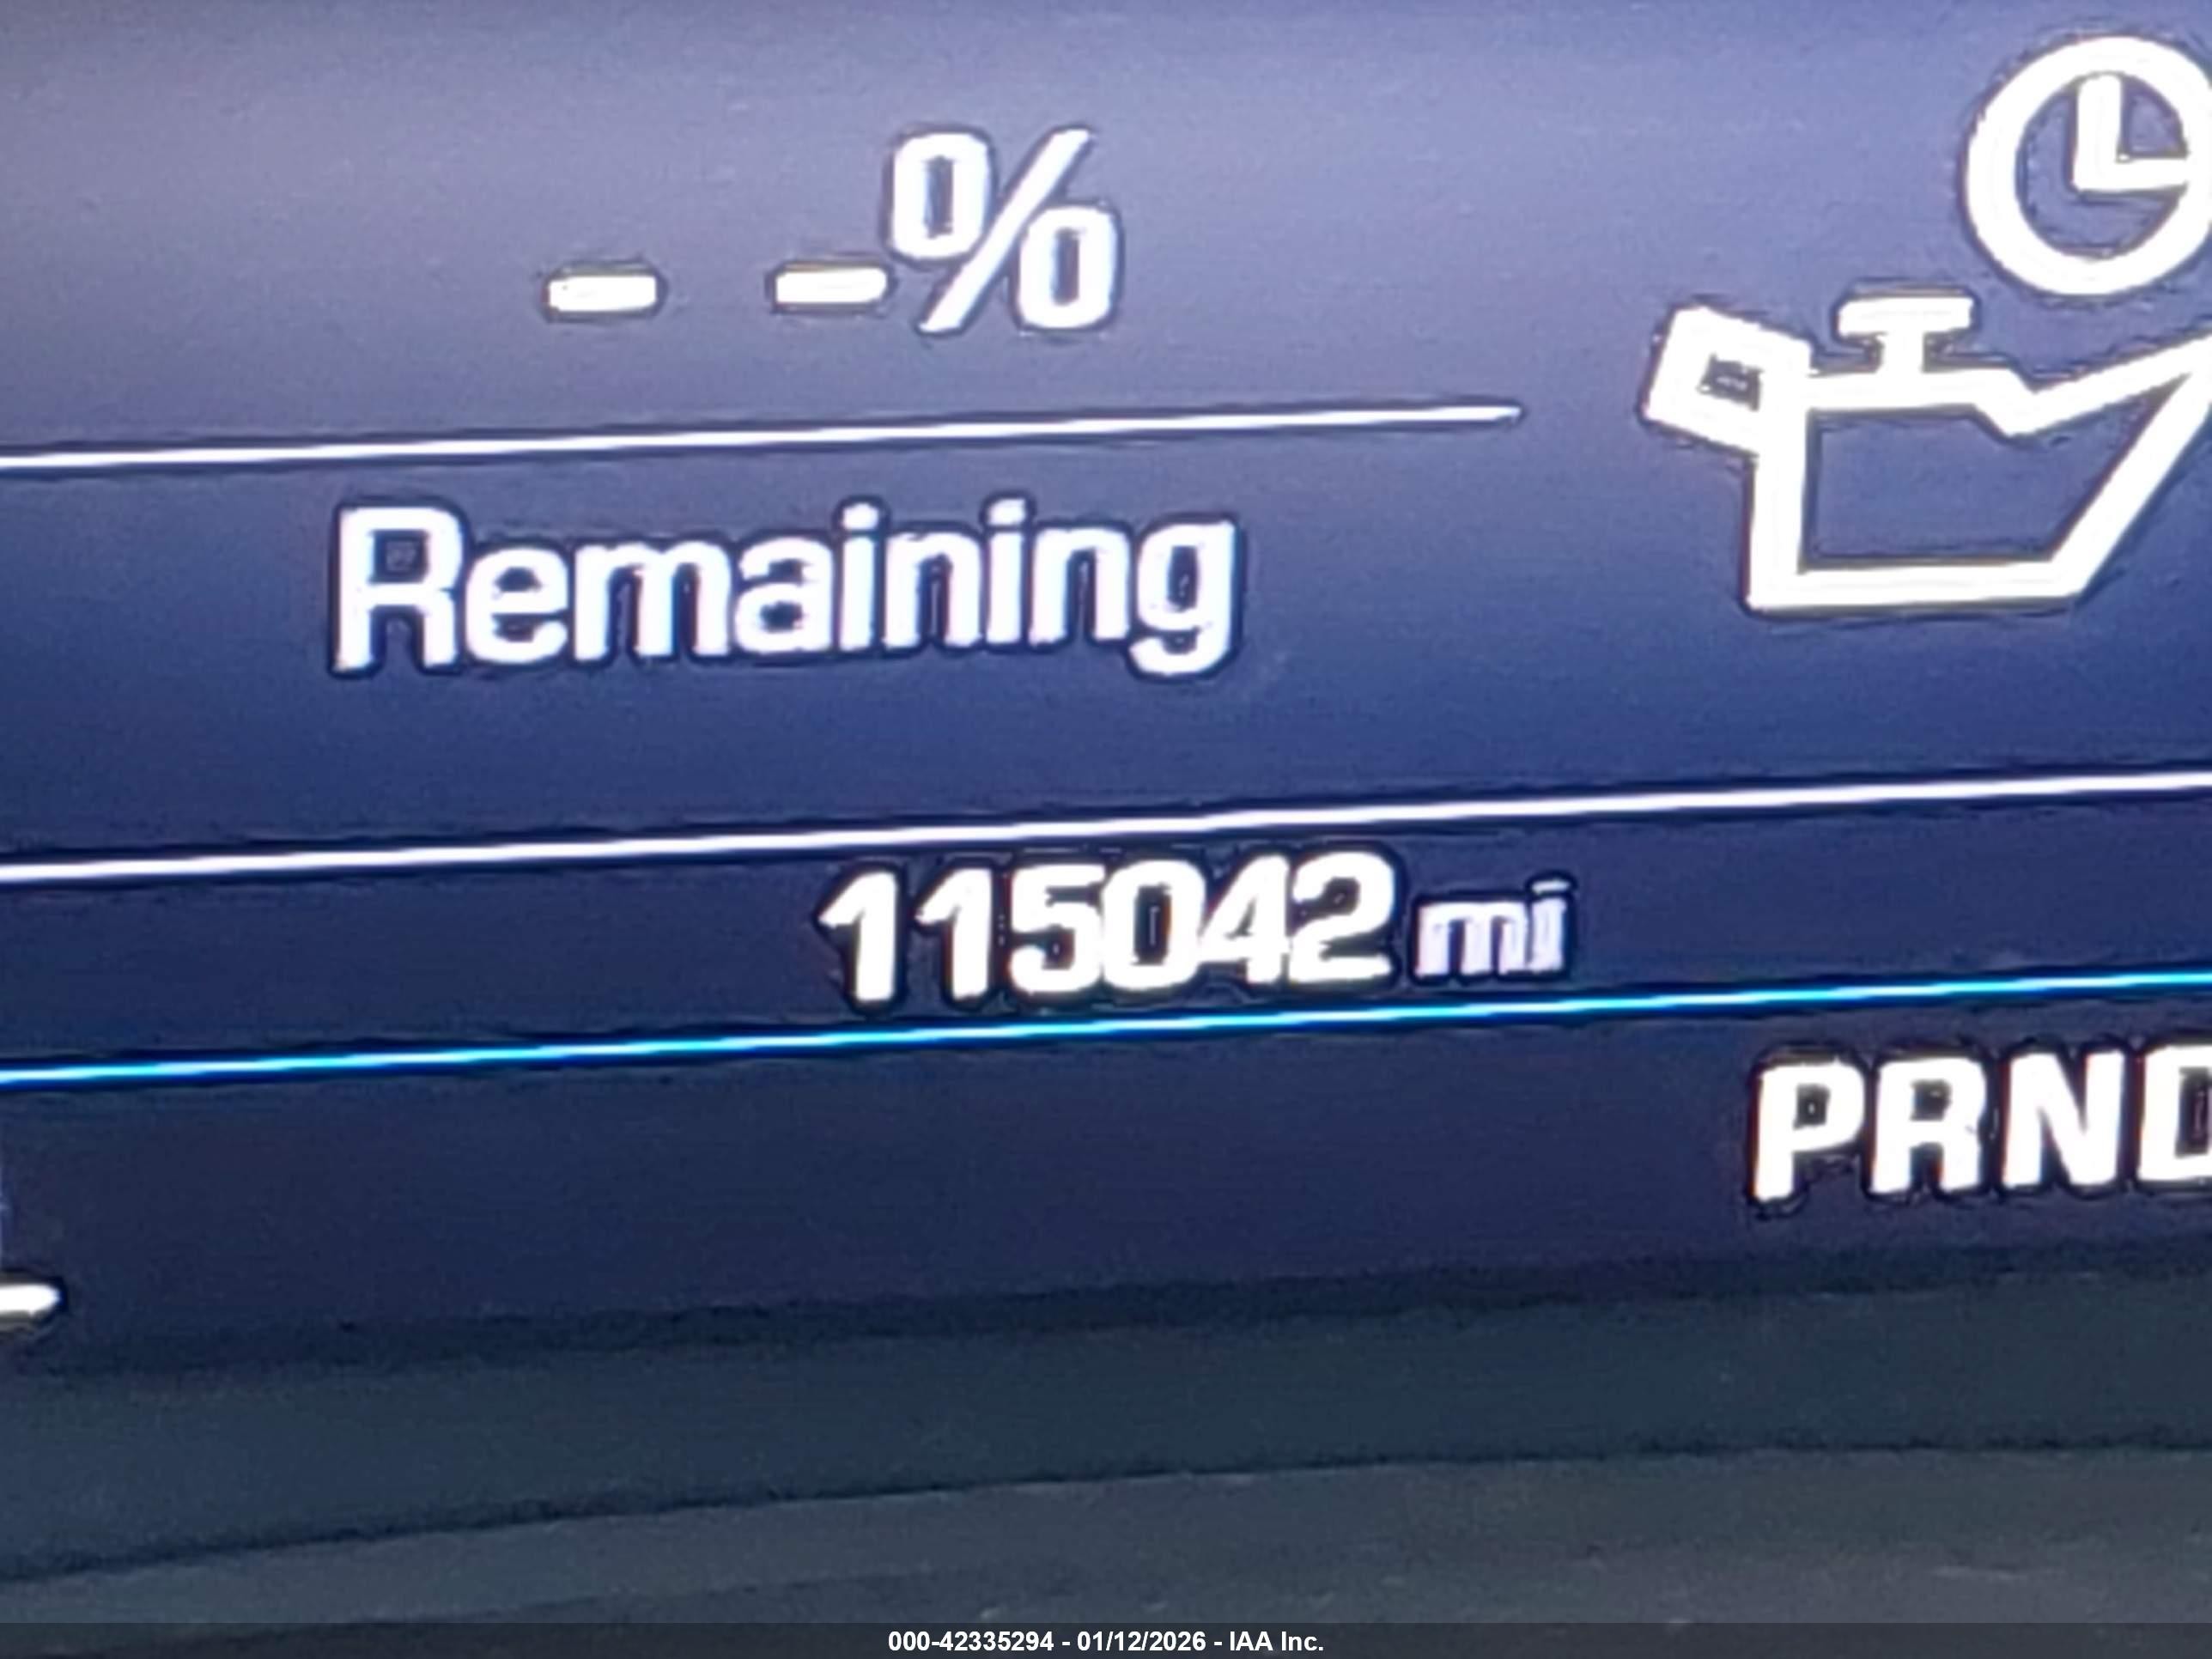 - -%
Remaining
115042 mi
PRND
000-42335294 - 01/12/2026 - IAA Inc.